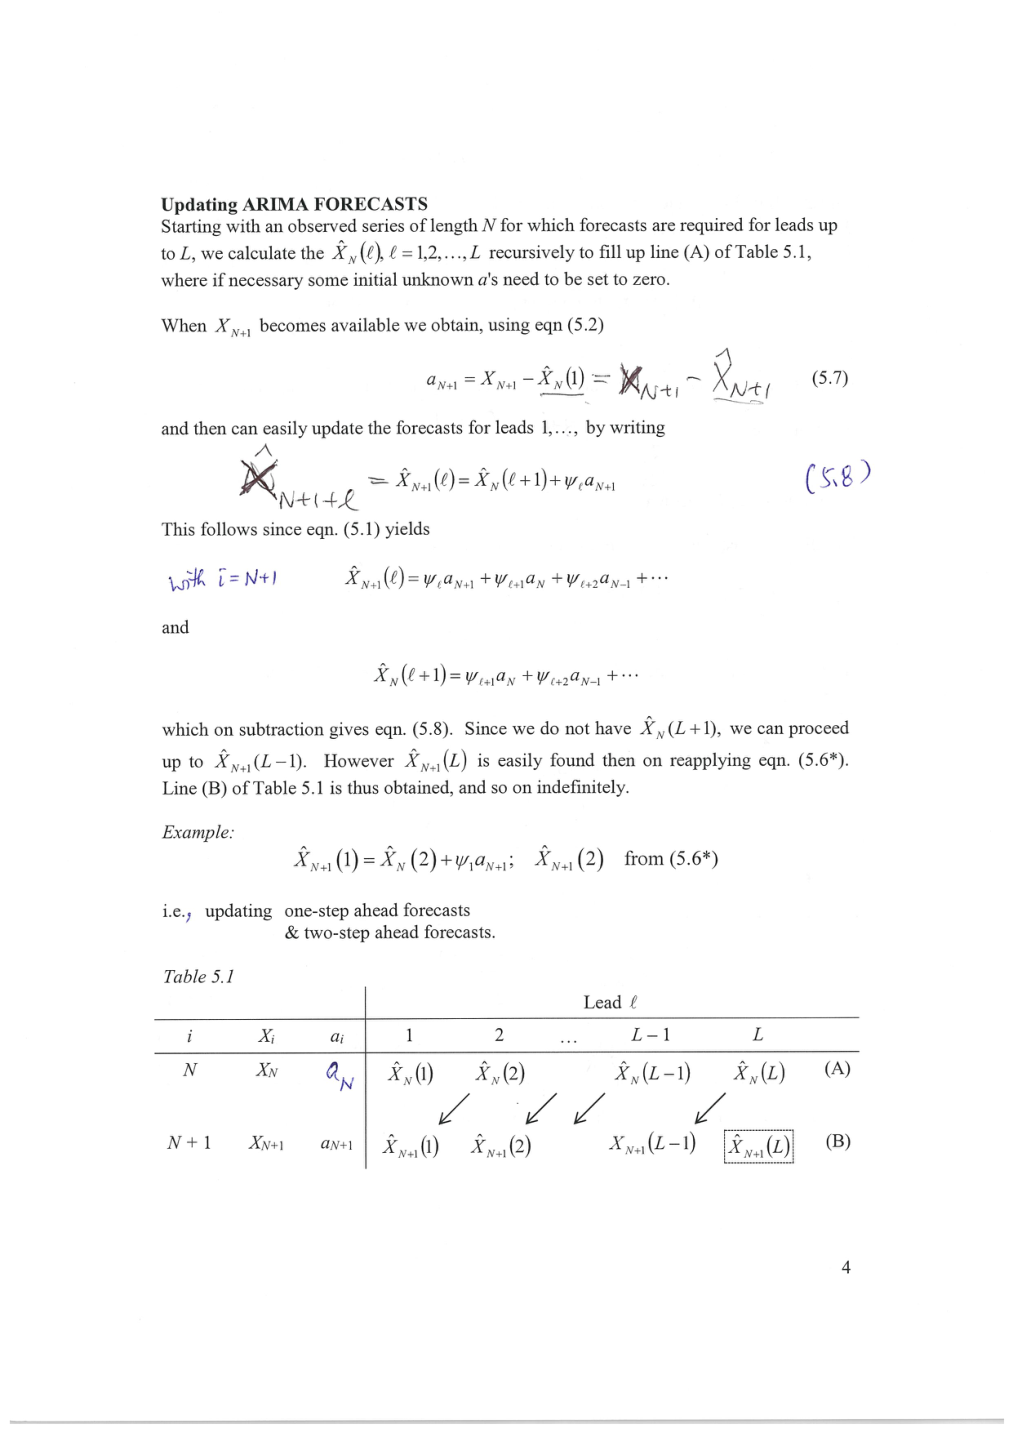 Updating ARIMA FORECASTS
Starting with an observed series of length N for which forecasts are required for leads up
to L, we calculate the X̂_N(ℓ), ℓ = 1,2,…,L recursively to fill up line (A) of Table 5.1,
where if necessary some initial unknown a's need to be set to zero.
When X_{N+1} becomes available we obtain, using eqn (5.2)
a_{N+1} = X_{N+1} − X̂_N(1) = X_{N+1} − X̂_{N+1} (5.7)
and then can easily update the forecasts for leads 1,…, by writing
X̂_{N+1+ℓ} = X̂_{N+1}(ℓ) = X̂_N(ℓ+1) + ψ_ℓ a_{N+1} (5.8)
This follows since eqn. (5.1) yields
with i = N+1 X̂_{N+1}(ℓ) = ψ_ℓ a_{N+1} + ψ_{ℓ+1} a_N + ψ_{ℓ+2} a_{N−1} + ⋯
and
X̂_N(ℓ+1) = ψ_{ℓ+1} a_N + ψ_{ℓ+2} a_{N−1} + ⋯
which on subtraction gives eqn. (5.8). Since we do not have X̂_N(L+1), we can proceed
up to X̂_{N+1}(L−1). However X̂_{N+1}(L) is easily found then on reapplying eqn. (5.6*).
Line (B) of Table 5.1 is thus obtained, and so on indefinitely.
Example:
X̂_{N+1}(1) = X̂_N(2) + ψ_1 a_{N+1}; X̂_{N+1}(2) from (5.6*)
i.e., updating one-step ahead forecasts
& two-step ahead forecasts.
Table 5.1
Lead ℓ
i X_i a_i 1 2 … L−1 L
N X_N a_N X̂_N(1) X̂_N(2) X̂_N(L−1) X̂_N(L) (A)
N + 1 X_{N+1} a_{N+1} X̂_{N+1}(1) X̂_{N+1}(2) X_{N+1}(L−1) X̂_{N+1}(L) (B)
4